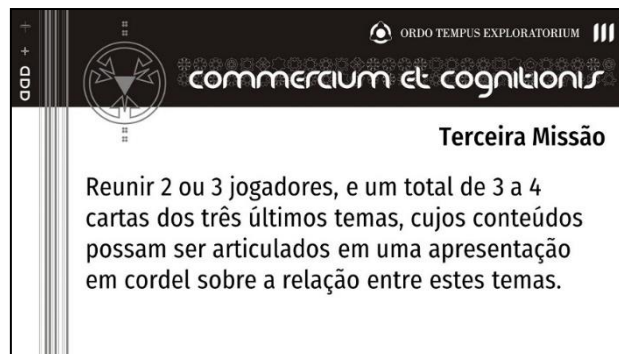 ORDO TEMPUS EXPLORATORIUM III
commercium et cognitionis
Terceira Missão
Reunir 2 ou 3 jogadores, e um total de 3 a 4
cartas dos três últimos temas, cujos conteúdos
possam ser articulados em uma apresentação
em cordel sobre a relação entre estes temas.